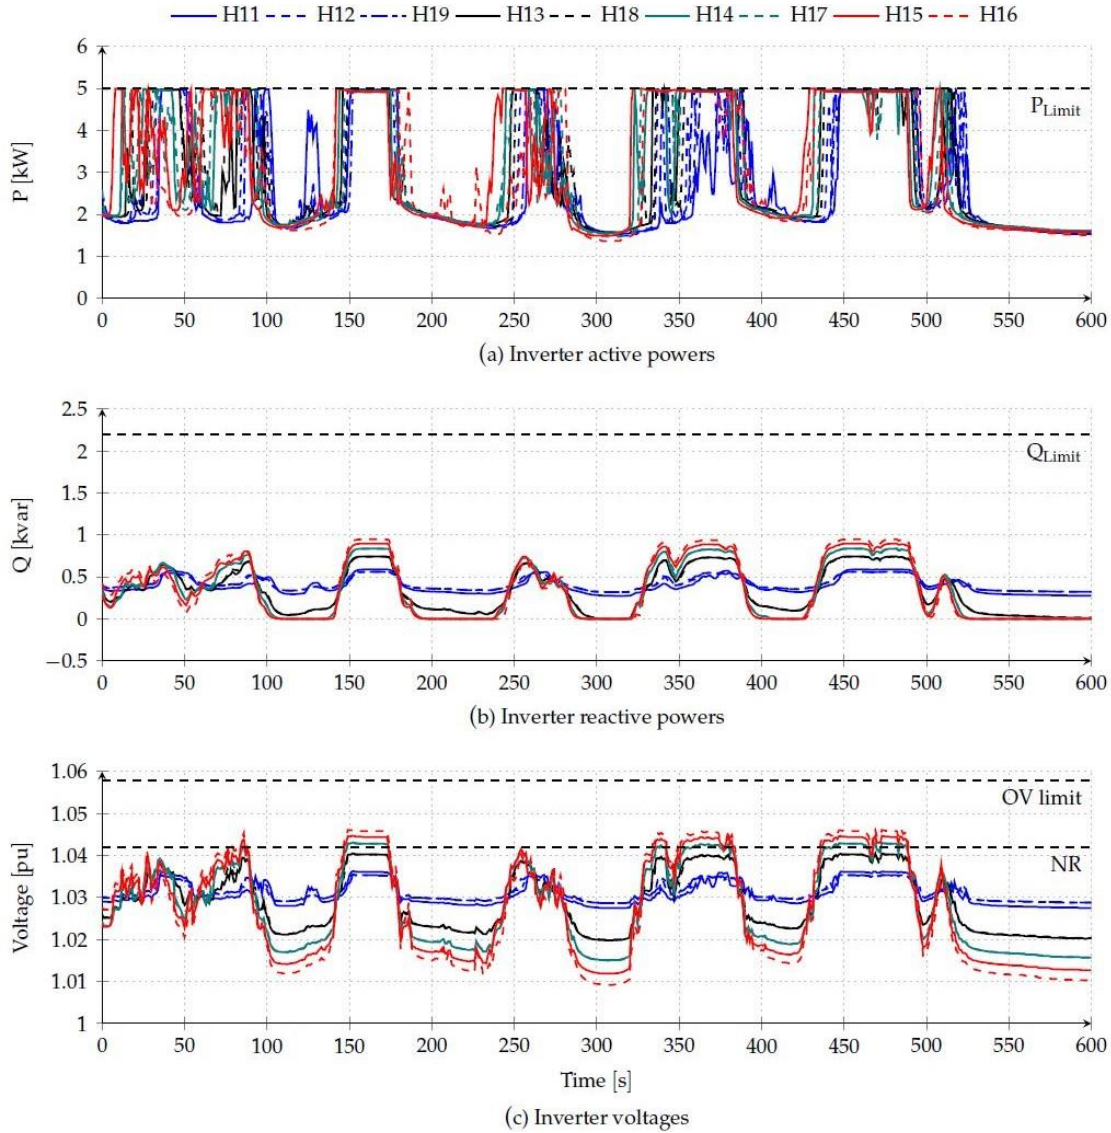 H11 H12 H19 H13 H18 H14 H17 H15 H16
6
5
4
3
2
1
0
P [kW]
P_Limit
0 50 100 150 200 250 300 350 400 450 500 550 600
(a) Inverter active powers
2.5
2
1.5
1
0.5
0
−0.5
Q [kvar]
Q_Limit
0 50 100 150 200 250 300 350 400 450 500 550 600
(b) Inverter reactive powers
1.06
1.05
1.04
1.03
1.02
1.01
1
Voltage [pu]
OV limit
NR
0 50 100 150 200 250 300 350 400 450 500 550 600
Time [s]
(c) Inverter voltages